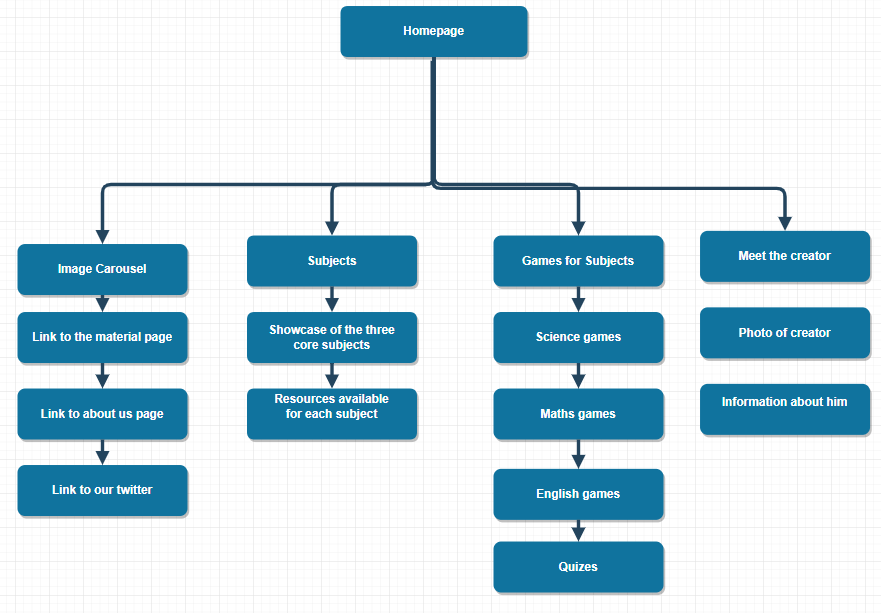 Homepage
Image Carousel
Link to the material page
Link to about us page
Link to our twitter
Subjects
Showcase of the three
core subjects
Resources available
for each subject
Games for Subjects
Science games
Maths games
English games
Quizes
Meet the creator
Photo of creator
Information about him